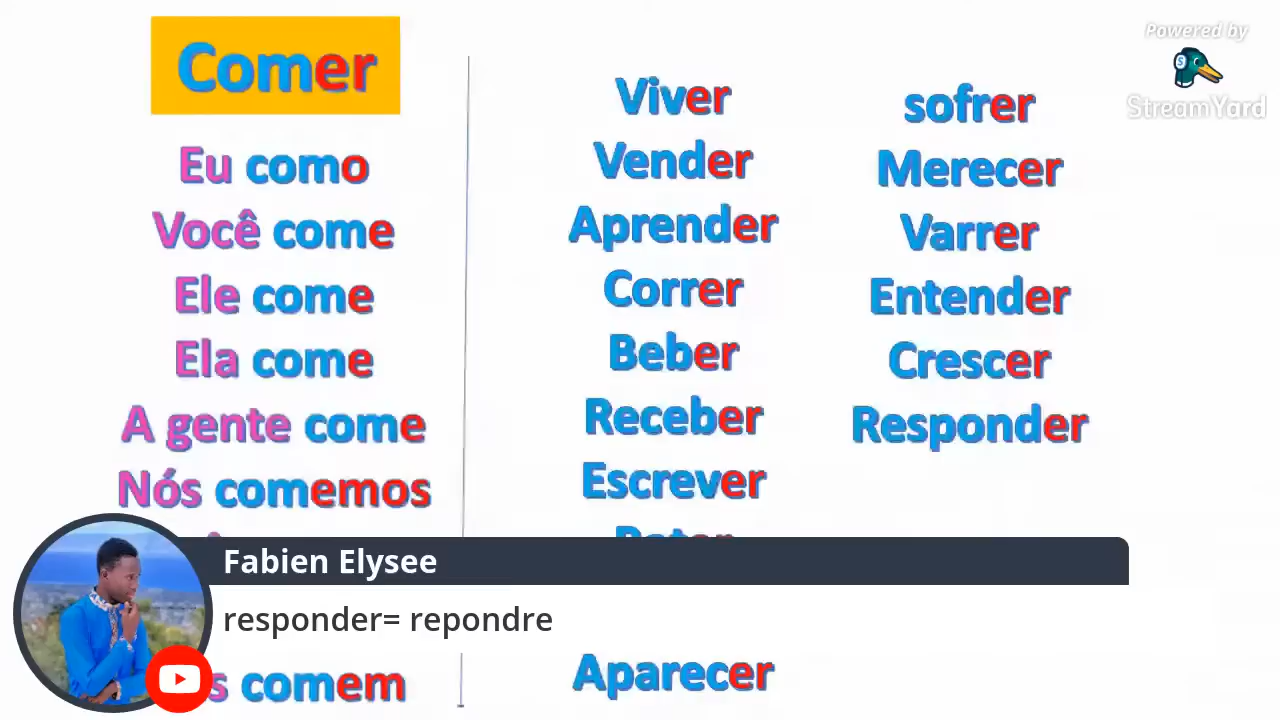 Comer
Eu como
Você come
Ele come
Ela come
A gente come
Nós comemos
s comem
Viver
Vender
Aprender
Correr
Beber
Receber
Escrever
Aparecer
sofrer
Merecer
Varrer
Entender
Crescer
Responder
Powered by
StreamYard
Fabien Elysee
responder= repondre